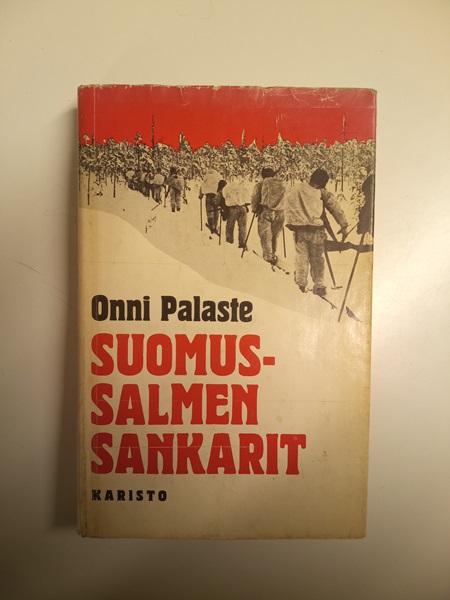 Onni Palaste
SUOMUS-
SALMEN
SANKARIT
KARISTO